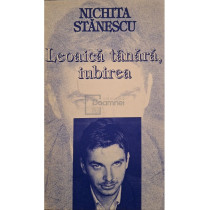 NICHITA
STĂNESCU
Leoaică tânără,
iubirea